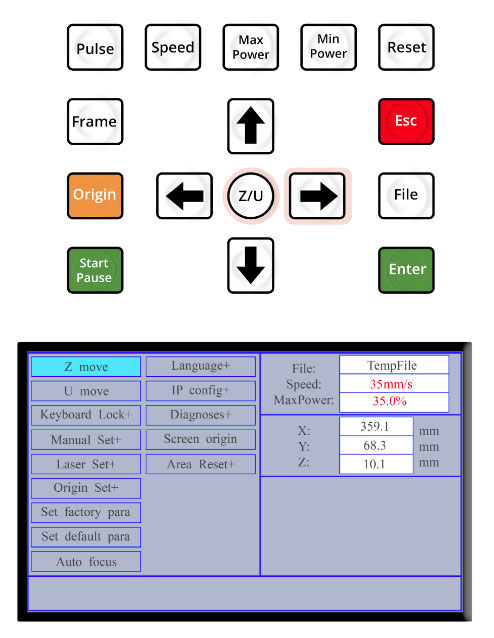 Pulse
Speed
Max
Power
Min
Power
Reset
Frame
Esc
Origin
Z/U
File
Start
Pause
Enter
Z move
U move
Keyboard Lock+
Manual Set+
Laser Set+
Origin Set+
Set factory para
Set default para
Auto focus
Language+
IP config+
Diagnoses+
Screen origin
Area Reset+
File: TempFile
Speed: 35mm/s
MaxPower: 35.0%
X: 359.1 mm
Y: 68.3 mm
Z: 10.1 mm